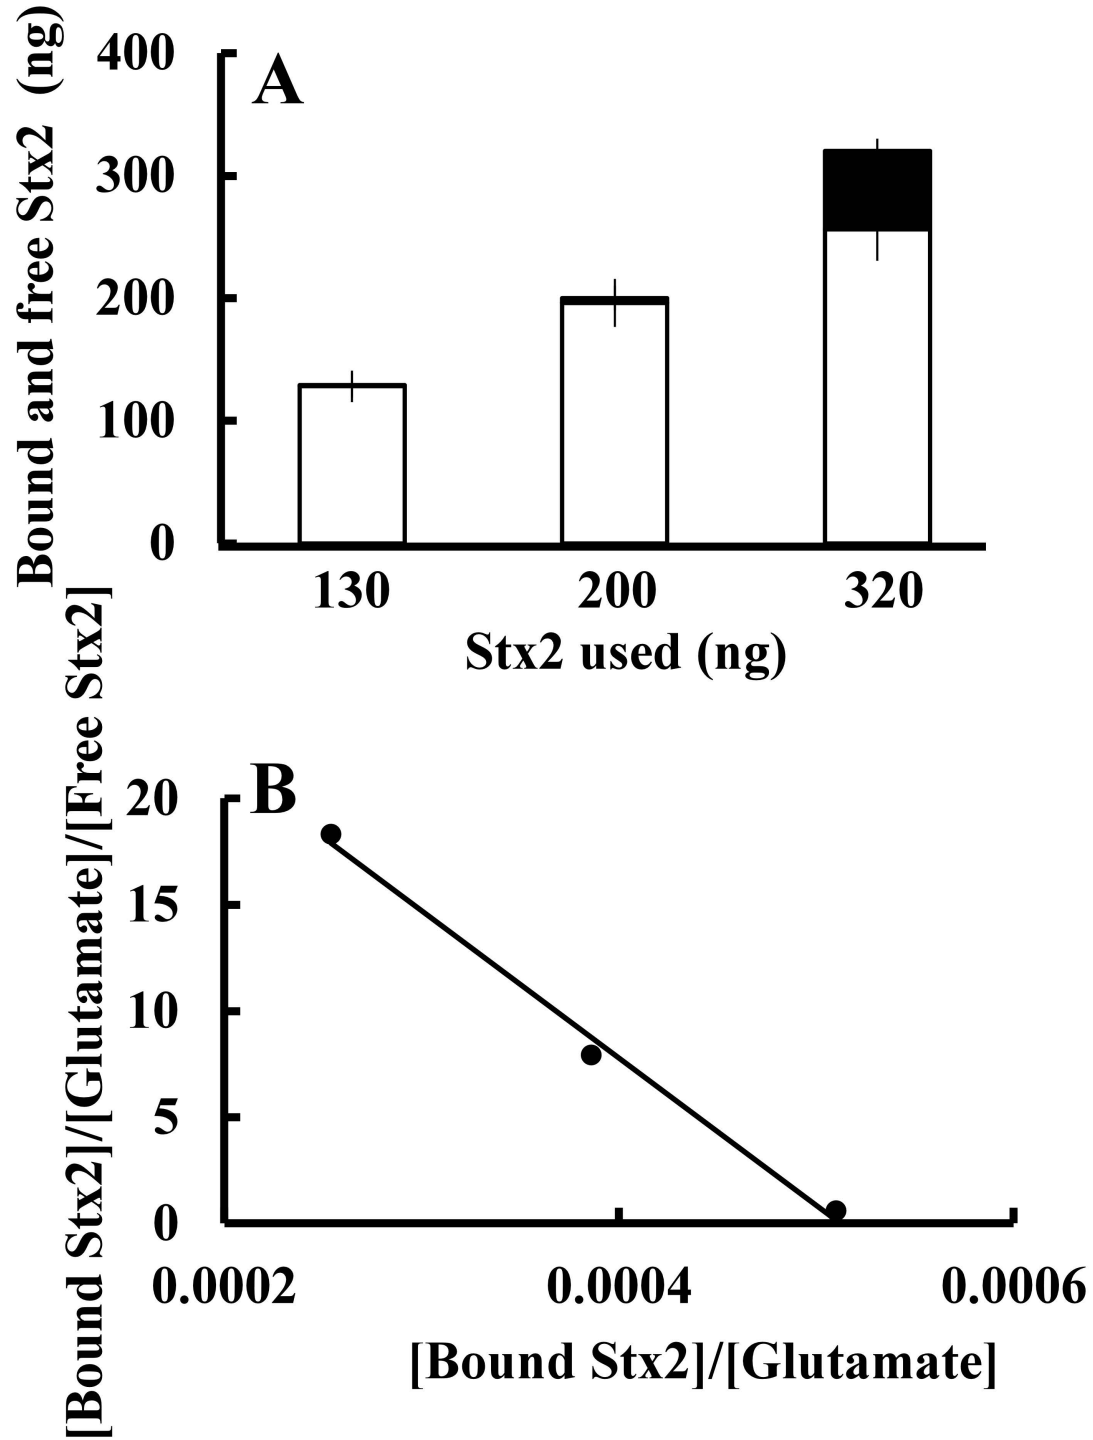 A
Bound and free Stx2 (ng)
400
300
200
100
0
130 200 320
Stx2 used (ng)
B
[Bound Stx2]/[Glutamate]/[Free Stx2]
20
15
10
5
0
0.0002 0.0004 0.0006
[Bound Stx2]/[Glutamate]